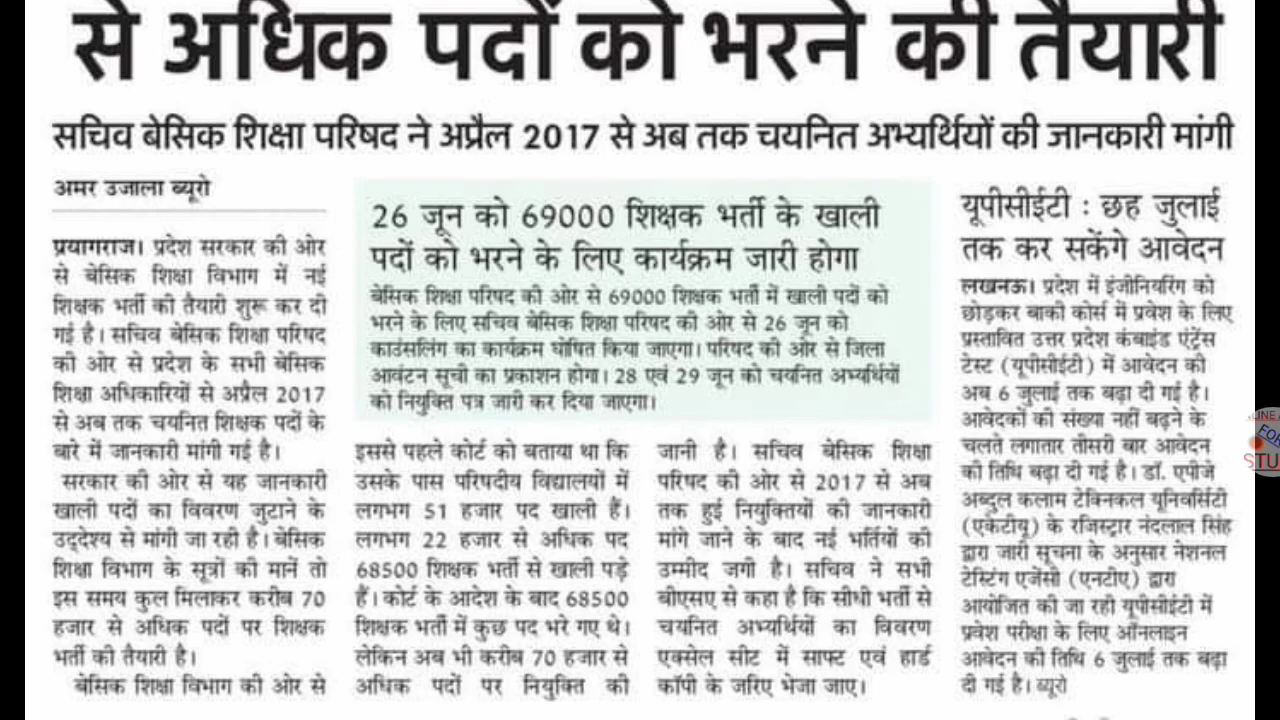 से अधिक पदों को भरने की तैयारी
सचिव बेसिक शिक्षा परिषद ने अप्रैल 2017 से अब तक चयनित अभ्यर्थियों की जानकारी मांगी
अमर उजाला ब्यूरो
प्रयागराज। प्रदेश सरकार की ओर
से बेसिक शिक्षा विभाग में नई
शिक्षक भर्ती की तैयारी शुरू कर दी
गई है। सचिव बेसिक शिक्षा परिषद
की ओर से प्रदेश के सभी बेसिक
शिक्षा अधिकारियों से अप्रैल 2017
से अब तक चयनित शिक्षक पदों के
बारे में जानकारी मांगी गई है।
सरकार की ओर से यह जानकारी
खाली पदों का विवरण जुटाने के
उद्देश्य से मांगी जा रही है। बेसिक
शिक्षा विभाग के सूत्रों की मानें तो
इस समय कुल मिलाकर करीब 70
हजार से अधिक पदों पर शिक्षक
भर्ती की तैयारी है।
बेसिक शिक्षा विभाग की ओर से
26 जून को 69000 शिक्षक भर्ती के खाली
पदों को भरने के लिए कार्यक्रम जारी होगा
बेसिक शिक्षा परिषद की ओर से 69000 शिक्षक भर्ती में खाली पदों को
भरने के लिए सचिव बेसिक शिक्षा परिषद की ओर से 26 जून को
काउंसलिंग का कार्यक्रम घोषित किया जाएगा। परिषद की ओर से जिला
आवंटन सूची का प्रकाशन होगा। 28 एवं 29 जून को चयनित अभ्यर्थियों
को नियुक्ति पत्र जारी कर दिया जाएगा।
इससे पहले कोर्ट को बताया था कि
उसके पास परिषदीय विद्यालयों में
लगभग 51 हजार पद खाली हैं।
लगभग 22 हजार से अधिक पद
68500 शिक्षक भर्ती से खाली पड़े
हैं। कोर्ट के आदेश के बाद 68500
शिक्षक भर्ती में कुछ पद भरे गए थे।
लेकिन अब भी करीब 70 हजार से
अधिक पदों पर नियुक्ति की
जानी है। सचिव बेसिक शिक्षा
परिषद की ओर से 2017 से अब
तक हुई नियुक्तियों की जानकारी
मांगे जाने के बाद नई भर्तियों की
उम्मीद जगी है। सचिव ने सभी
बीएसए से कहा है कि सीधी भर्ती से
चयनित अभ्यर्थियों का विवरण
एक्सेल सीट में साफ्ट एवं हार्ड
कॉपी के जरिए भेजा जाए।
यूपीसीईटी : छह जुलाई
तक कर सकेंगे आवेदन
लखनऊ। प्रदेश में इंजीनियरिंग को
छोड़कर बाकी कोर्स में प्रवेश के लिए
प्रस्तावित उत्तर प्रदेश कंबाइंड एंट्रेंस
टेस्ट (यूपीसीईटी) में आवेदन की
अब 6 जुलाई तक बढ़ा दी गई है।
आवेदकों की संख्या नहीं बढ़ने के
चलते लगातार तीसरी बार आवेदन
की तिथि बढ़ा दी गई है। डॉ. एपीजे
अब्दुल कलाम टेक्निकल यूनिवर्सिटी
(एकेटीयू) के रजिस्ट्रार नंदलाल सिंह
द्वारा जारी सूचना के अनुसार नेशनल
टेस्टिंग एजेंसी (एनटीए) द्वारा
आयोजित की जा रही यूपीसीईटी में
प्रवेश परीक्षा के लिए ऑनलाइन
आवेदन की तिथि 6 जुलाई तक बढ़ा
दी गई है। ब्यूरो